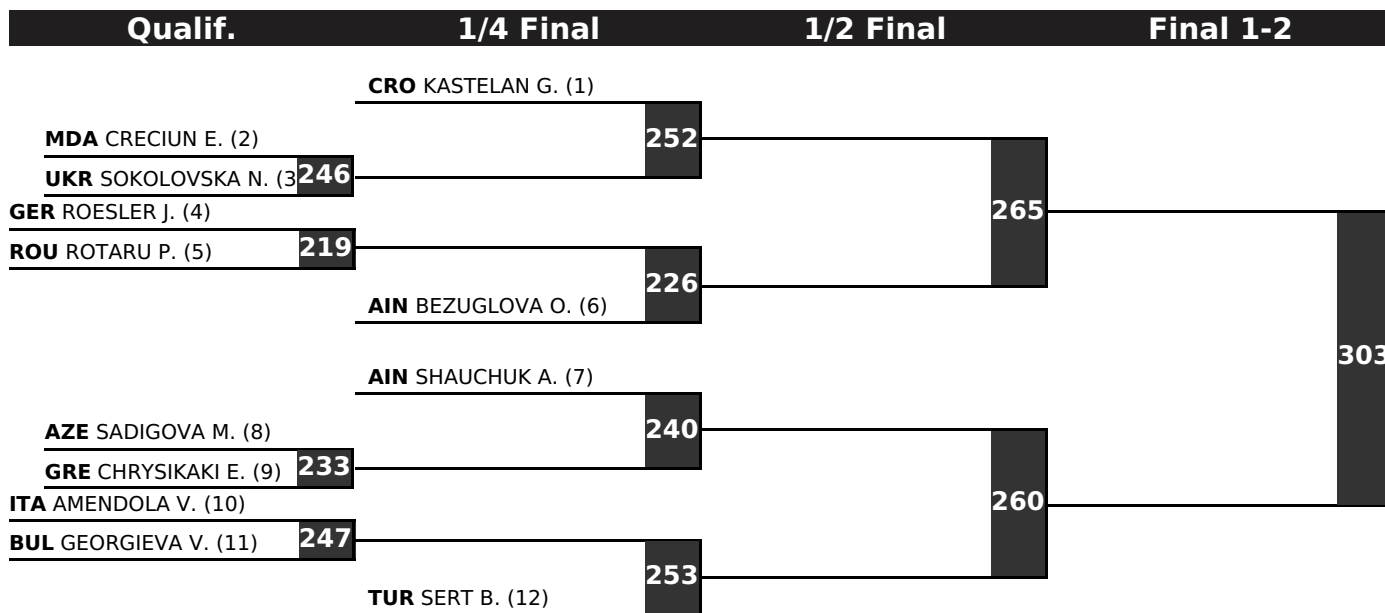 Qualif. 1/4 Final 1/2 Final Final 1-2
CRO KASTELAN G. (1)
252
MDA CRECIUN E. (2)
246
UKR SOKOLOVSKA N. (3
GER ROESLER J. (4)
265
219
ROU ROTARU P. (5)
226
AIN BEZUGLOVA O. (6)
303
AIN SHAUCHUK A. (7)
240
AZE SADIGOVA M. (8)
233
GRE CHRYSIKAKI E. (9)
ITA AMENDOLA V. (10)
260
247
BUL GEORGIEVA V. (11)
253
TUR SERT B. (12)